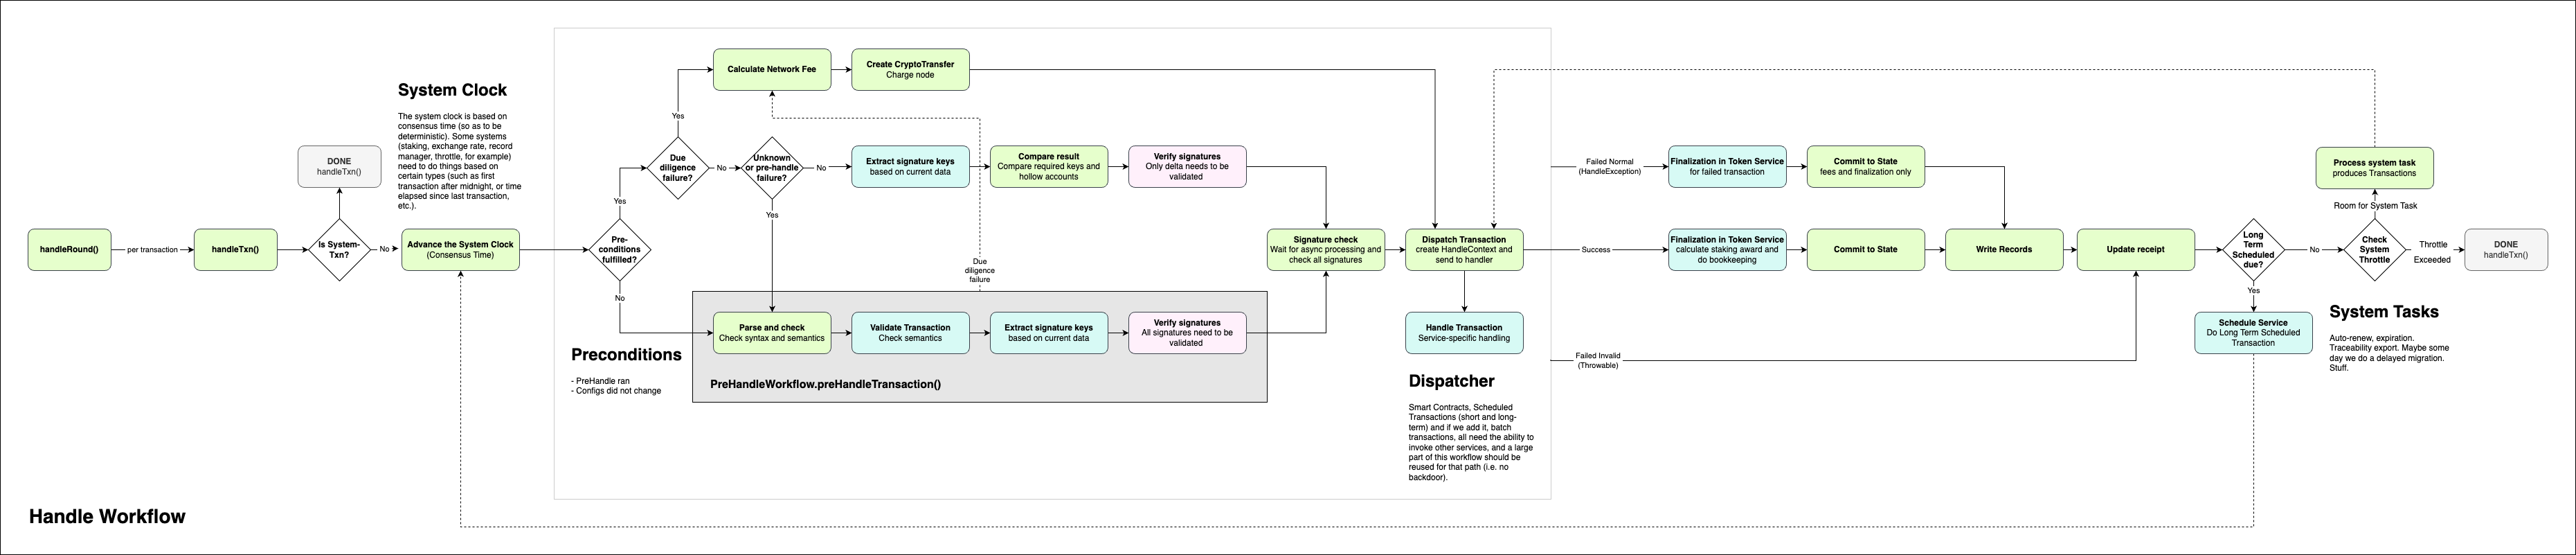 Calculate Network Fee
Create CryptoTransfer
Charge node
System Clock
The system clock is based on
consensus time (so as to be
deterministic). Some systems
(staking, exchange rate, record
manager, throttle, for example)
need to do things based on
certain types (such as first
transaction after midnight, or time
elapsed since last transaction,
etc.).
DONE
handleTxn()
handleRound()
per transaction
handleTxn()
Is System-
Txn?
No
Advance the System Clock
(Consensus Time)
Pre-
conditions
fulfilled?
Yes
No
Due
diligence
failure?
Yes
No
Unknown
or pre-handle
failure?
No
Yes
Extract signature keys
based on current data
Compare result
Compare required keys and
hollow accounts
Verify signatures
Only delta needs to be
validated
Due
diligence
failure
Parse and check
Check syntax and semantics
Validate Transaction
Check semantics
Extract signature keys
based on current data
Verify signatures
All signatures need to be
validated
PreHandleWorkflow.preHandleTransaction()
Preconditions
- PreHandle ran
- Configs did not change
Signature check
Wait for async processing and
check all signatures
Dispatch Transaction
create HandleContext and
send to handler
Handle Transaction
Service-specific handling
Dispatcher
Smart Contracts, Scheduled
Transactions (short and long-
term) and if we add it, batch
transactions, all need the ability to
invoke other services, and a large
part of this workflow should be
reused for that path (i.e. no
backdoor).
Failed Normal
(HandleException)
Finalization in Token Service
for failed transaction
Commit to State
fees and finalization only
Success
Finalization in Token Service
calculate staking award and
do bookkeeping
Commit to State
Write Records
Update receipt
Failed Invalid
(Throwable)
Long
Term
Scheduled
due?
No
Yes
Schedule Service
Do Long Term Scheduled
Transaction
Process system task
produces Transactions
Room for System Task
Check
System
Throttle
Throttle
Exceeded
DONE
handleTxn()
System Tasks
Auto-renew, expiration.
Traceability export. Maybe some
day we do a delayed migration.
Stuff.
Handle Workflow